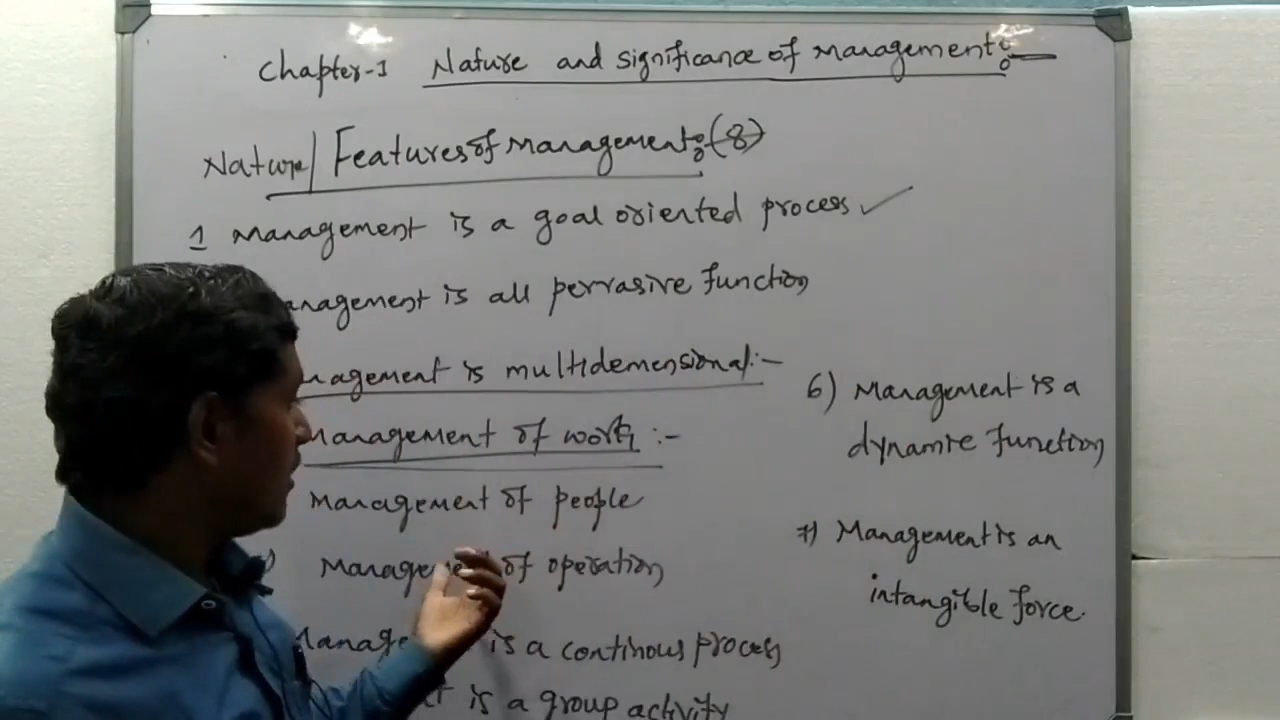 Chapter-1 Nature and significance of Management:-
Nature/Features of Management:-(8)
1 Management is a goal oriented process ✓
anagement is all pervasive function
nagement is multidemensional:-
Management of work :-
Management of people
Manage of operation
Manage is a continous process
t is a group activity
6) Management is a
dynamic function
7) Management is an
intangible force.